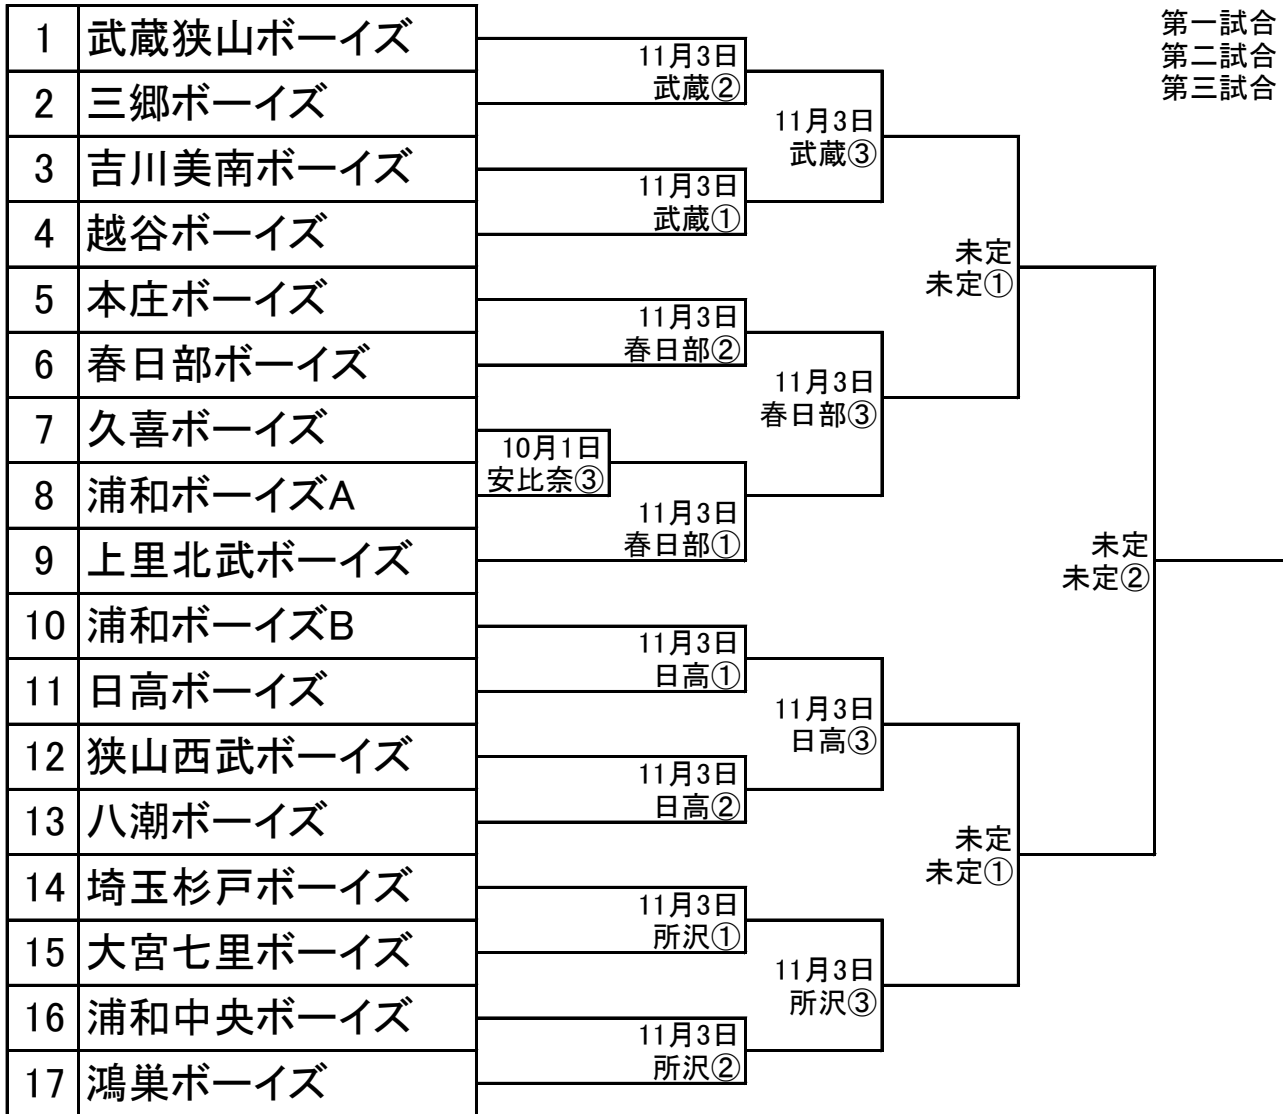 第一試合
第二試合
第三試合
1 武蔵狭山ボーイズ
2 三郷ボーイズ
3 吉川美南ボーイズ
4 越谷ボーイズ
5 本庄ボーイズ
6 春日部ボーイズ
7 久喜ボーイズ
8 浦和ボーイズA
9 上里北武ボーイズ
10 浦和ボーイズB
11 日高ボーイズ
12 狭山西武ボーイズ
13 八潮ボーイズ
14 埼玉杉戸ボーイズ
15 大宮七里ボーイズ
16 浦和中央ボーイズ
17 鴻巣ボーイズ
10月1日
安比奈③
11月3日
武蔵②
11月3日
武蔵①
11月3日
春日部②
11月3日
春日部①
11月3日
日高①
11月3日
日高②
11月3日
所沢①
11月3日
所沢②
11月3日
武蔵③
11月3日
春日部③
11月3日
日高③
11月3日
所沢③
未定
未定①
未定
未定①
未定
未定②